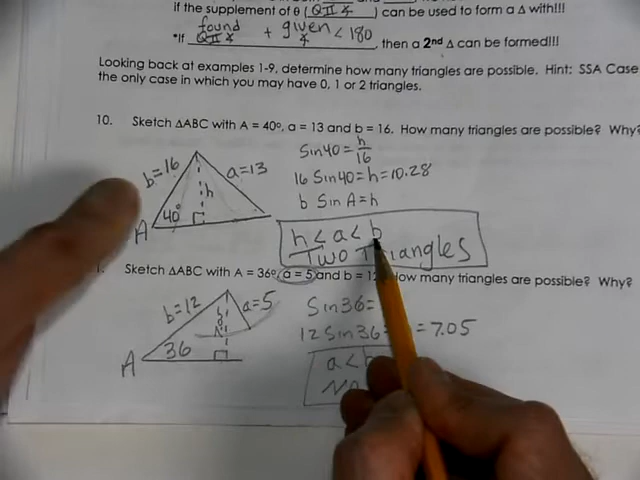 if the supplement of θ (QII ∡) can be used to form a Δ with!!!
*If found QII ∡ + given ∡ < 180, then a 2nd Δ can be formed!!!
Looking back at examples 1-9, determine how many triangles are possible. Hint: SSA Case
the only case in which you may have 0, 1 or 2 triangles.
10. Sketch ΔABC with A = 40º, a = 13 and b = 16. How many triangles are possible? Why?
b=16 a=13 h 40° A
Sin40 = h/16
16 Sin40 = h = 10.28
b Sin A = h
h < a < b
Two Triangles
1. Sketch ΔABC with A = 36º, a = 5 and b = 12. How many triangles are possible? Why?
b=12 a=5 36 A
Sin36 =
12 Sin36 = 7.05
a < h